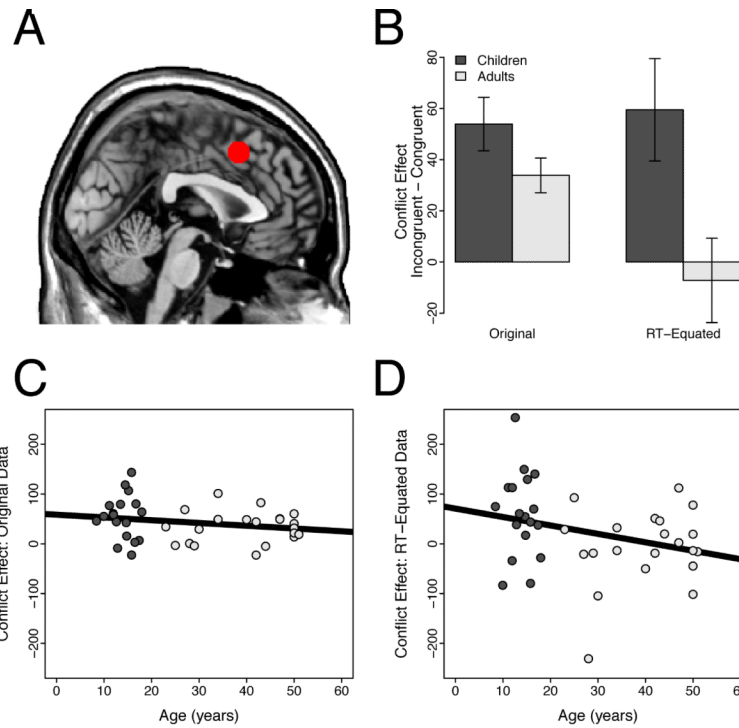 A
B
Children
Adults
Conflict Effect
Incongruent − Congruent
80
60
40
20
0
−20
Original
RT−Equated
C
D
Conflict Effect: Original Data
200
100
0
−100
−200
0
10
20
30
40
50
60
Age (years)
Conflict Effect: RT−Equated Data
200
100
0
−100
−200
0
10
20
30
40
50
60
Age (years)